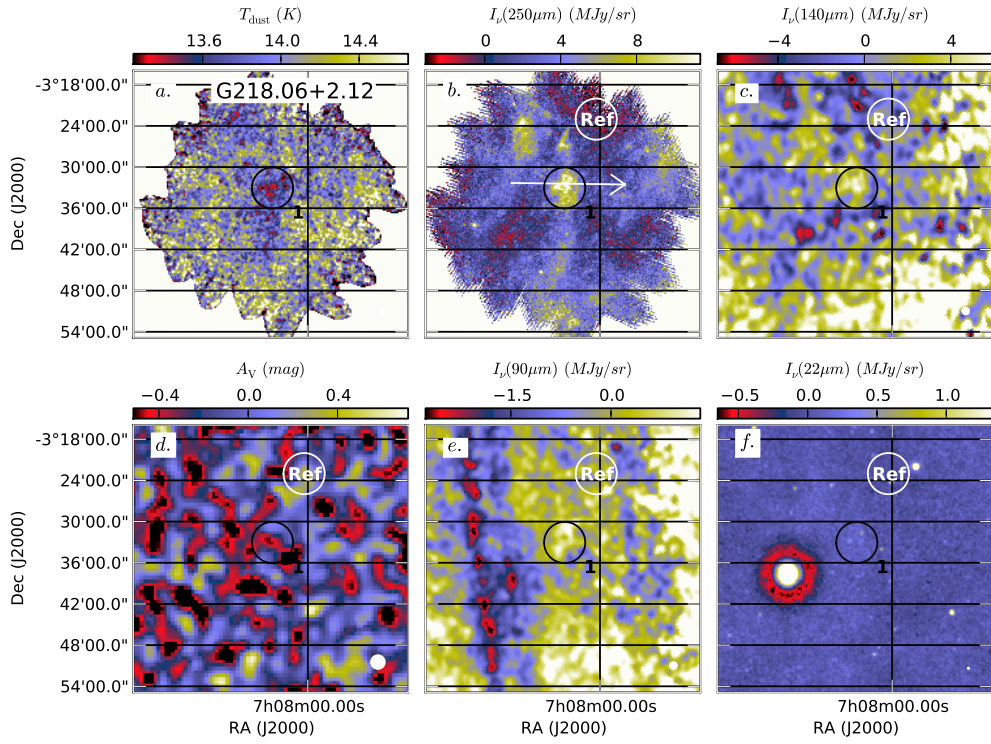 T_dust (K)
13.6 14.0 14.4
I_ν(250μm) (MJy/sr)
0 4 8
I_ν(140μm) (MJy/sr)
−4 0 4
-3°18'00.0"
24'00.0"
30'00.0"
36'00.0"
42'00.0"
48'00.0"
54'00.0"
Dec (J2000)
a.
G218.06+2.12
1
b.
Ref
1
c.
Ref
1
A_V (mag)
−0.4 0.0 0.4
I_ν(90μm) (MJy/sr)
−1.5 0.0
I_ν(22μm) (MJy/sr)
−0.5 0.0 0.5 1.0
-3°18'00.0"
24'00.0"
30'00.0"
36'00.0"
42'00.0"
48'00.0"
54'00.0"
Dec (J2000)
d.
Ref
1
e.
Ref
1
f.
Ref
1
7h08m00.00s
RA (J2000)
7h08m00.00s
RA (J2000)
7h08m00.00s
RA (J2000)